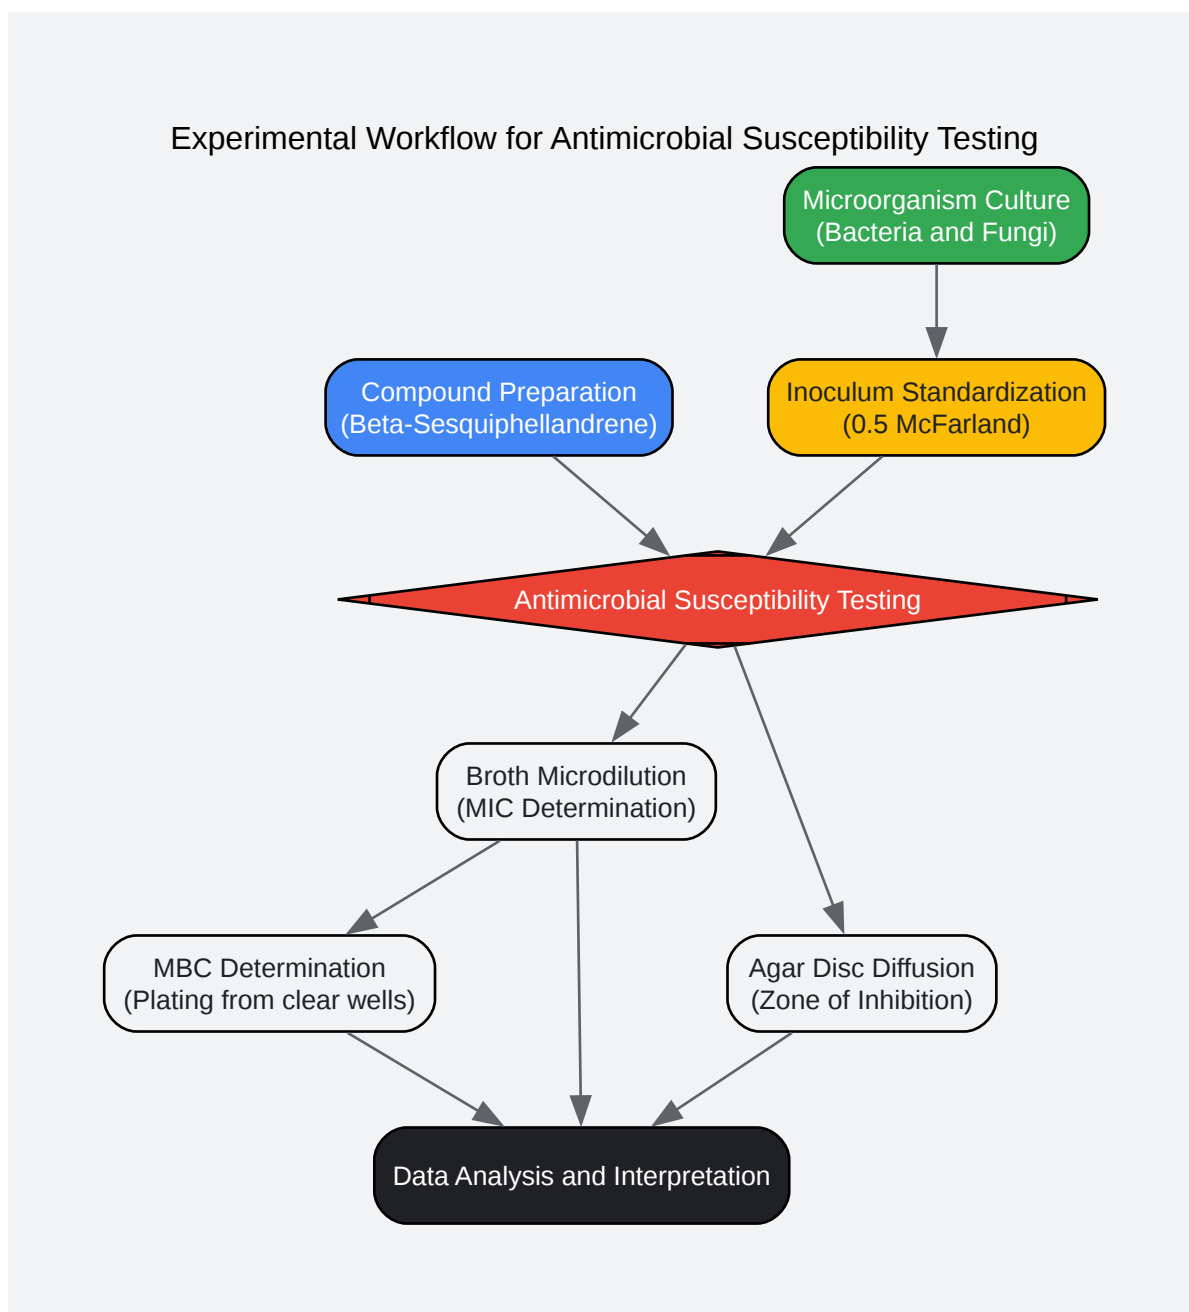 Experimental Workflow for Antimicrobial Susceptibility Testing
Microorganism Culture
(Bacteria and Fungi)
Compound Preparation
(Beta-Sesquiphellandrene)
Inoculum Standardization
(0.5 McFarland)
Antimicrobial Susceptibility Testing
Broth Microdilution
(MIC Determination)
MBC Determination
(Plating from clear wells)
Agar Disc Diffusion
(Zone of Inhibition)
Data Analysis and Interpretation